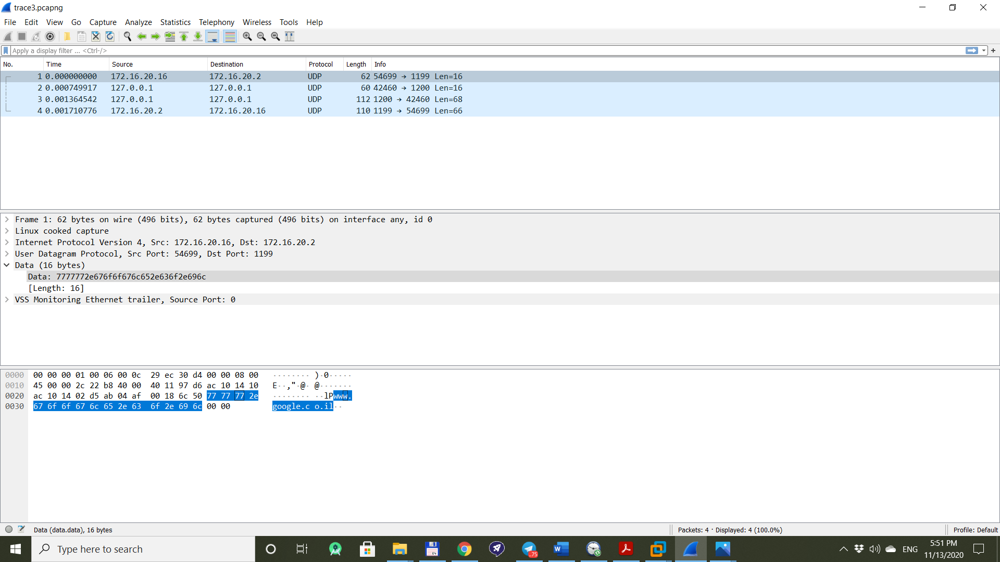 trace3.pcapng
File Edit View Go Capture Analyze Statistics Telephony Wireless Tools Help
Apply a display filter ... <Ctrl-/>
No. Time Source Destination Protocol Length Info
1 0.000000000 172.16.20.16 172.16.20.2 UDP 62 54699 → 1199 Len=16
2 0.000749917 127.0.0.1 127.0.0.1 UDP 60 42460 → 1200 Len=16
3 0.001364542 127.0.0.1 127.0.0.1 UDP 112 1200 → 42460 Len=68
4 0.001710776 172.16.20.2 172.16.20.16 UDP 110 1199 → 54699 Len=66
Frame 1: 62 bytes on wire (496 bits), 62 bytes captured (496 bits) on interface any, id 0
Linux cooked capture
Internet Protocol Version 4, Src: 172.16.20.16, Dst: 172.16.20.2
User Datagram Protocol, Src Port: 54699, Dst Port: 1199
Data (16 bytes)
Data: 7777772e676f6f676c652e636f2e696c
[Length: 16]
VSS Monitoring Ethernet trailer, Source Port: 0
0000 00 00 00 01 00 06 00 0c 29 ec 30 d4 00 00 08 00 ········ )·0·····
0010 45 00 00 2c 22 b8 40 00 40 11 97 d6 ac 10 14 10 E··,"·@· @·······
0020 ac 10 14 02 d5 ab 04 af 00 18 6c 50 77 77 77 2e ········ ··lPwww.
0030 67 6f 6f 67 6c 65 2e 63 6f 2e 69 6c 00 00 google.c o.il··
Data (data.data), 16 bytes
Packets: 4 · Displayed: 4 (100.0%)
Profile: Default
Type here to search
64
.75
ENG
5:51 PM
11/13/2020